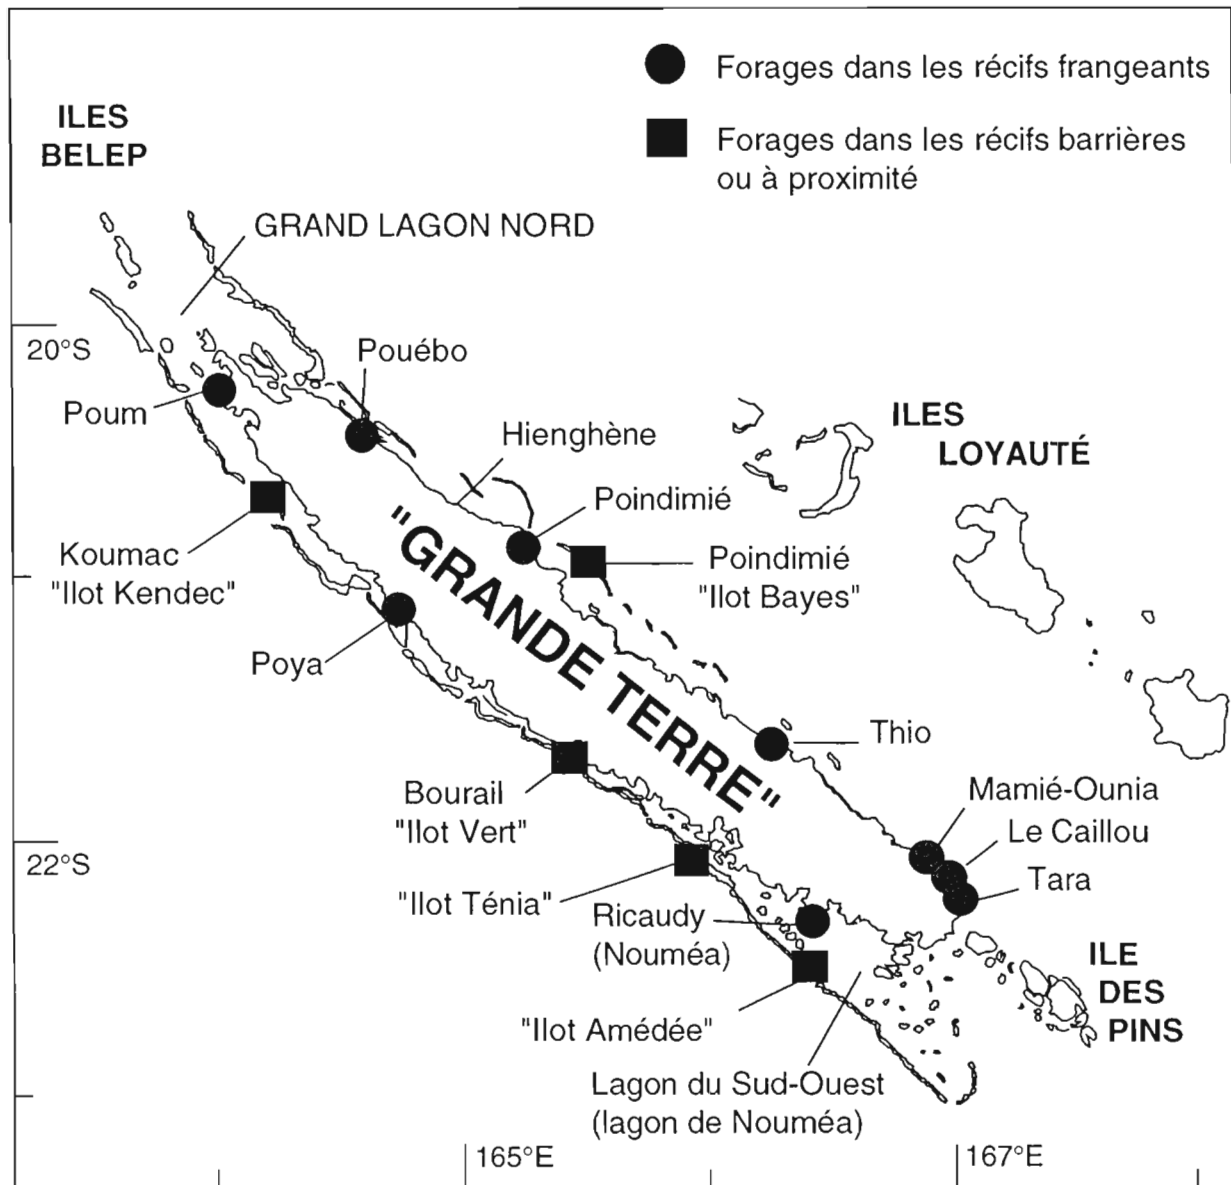 Forages dans les récifs frangeants
Forages dans les récifs barrières
ou à proximité
ILES
BELEP
GRAND LAGON NORD
20°S
Pouébo
Poum
Hienghène
ILES
LOYAUTÉ
Poindimié
Koumac
"Ilot Kendec"
Poindimié
"Ilot Bayes"
"GRANDE TERRE"
Poya
Thio
Bourail
"Ilot Vert"
Mamié-Ounia
Le Caillou
Tara
22°S
"Ilot Ténia"
Ricaudy
(Nouméa)
ILE
DES
PINS
"Ilot Amédée"
Lagon du Sud-Ouest
(lagon de Nouméa)
165°E
167°E